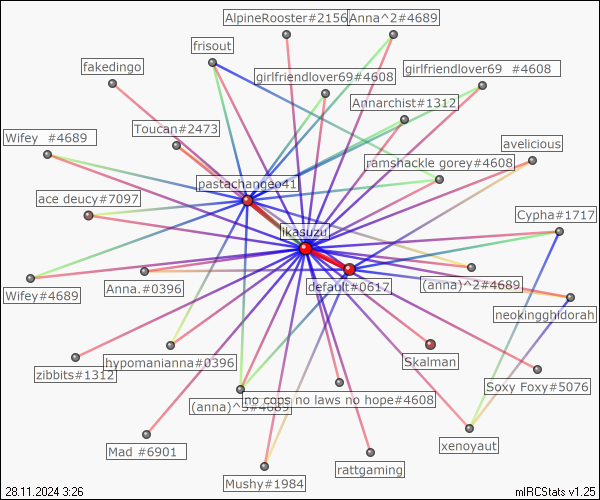 AlpineRooster#2156
Anna^2#4689
frisout
fakedingo
girlfriendlover69#4608
girlfriendlover69 #4608
Annarchist#1312
Toucan#2473
Wifey #4689
avelicious
ramshackle gorey#4608
pastachangeo41
ace deucy#7097
Cypha#1717
ikasuzu
Anna.#0396
default#0617
(anna)^2#4689
Wifey#4689
neokingghidorah
hypomanianna#0396
Skalman
zibbits#1312
Soxy Foxy#5076
no cops no laws no hope#4608
Mad #6901
xenoyaut
rattgaming
Mushy#1984
28.11.2024 3:26
mIRCStats v1.25